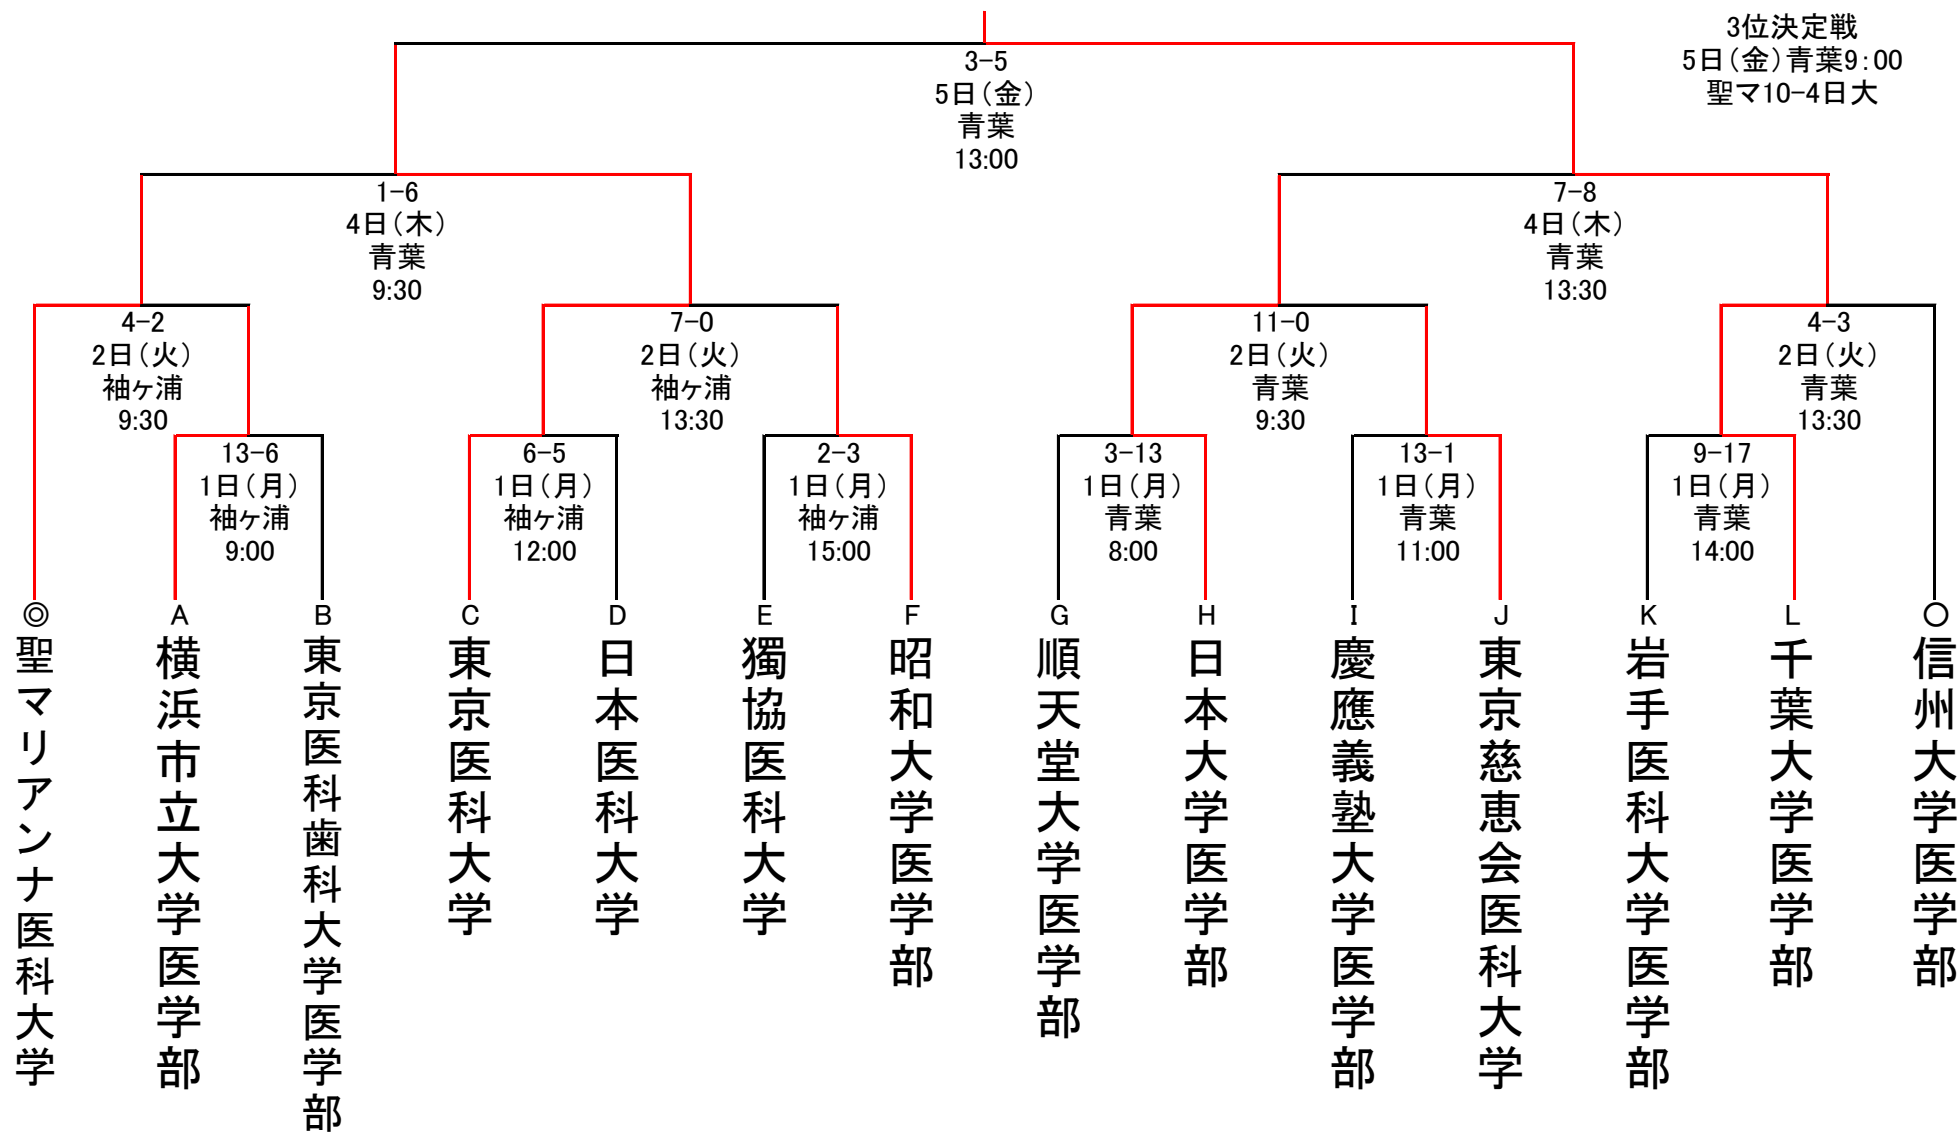 3位決定戦
5日(金)青葉9:00
聖マ10-4日大
3-5
5日(金)
青葉
13:00
1-6
4日(木)
青葉
9:30
7-8
4日(木)
青葉
13:30
4-2
2日(火)
袖ヶ浦
9:30
7-0
2日(火)
袖ヶ浦
13:30
11-0
2日(火)
青葉
9:30
4-3
2日(火)
青葉
13:30
13-6
1日(月)
袖ヶ浦
9:00
6-5
1日(月)
袖ヶ浦
12:00
2-3
1日(月)
袖ヶ浦
15:00
3-13
1日(月)
青葉
8:00
13-1
1日(月)
青葉
11:00
9-17
1日(月)
青葉
14:00
◎
聖マリアンナ医科大学
A
横浜市立大学医学部
B
東京医科歯科大学医学部
C
東京医科大学
D
日本医科大学
E
獨協医科大学
F
昭和大学医学部
G
順天堂大学医学部
H
日本大学医学部
I
慶應義塾大学医学部
J
東京慈恵会医科大学
K
岩手医科大学医学部
L
千葉大学医学部
○
信州大学医学部